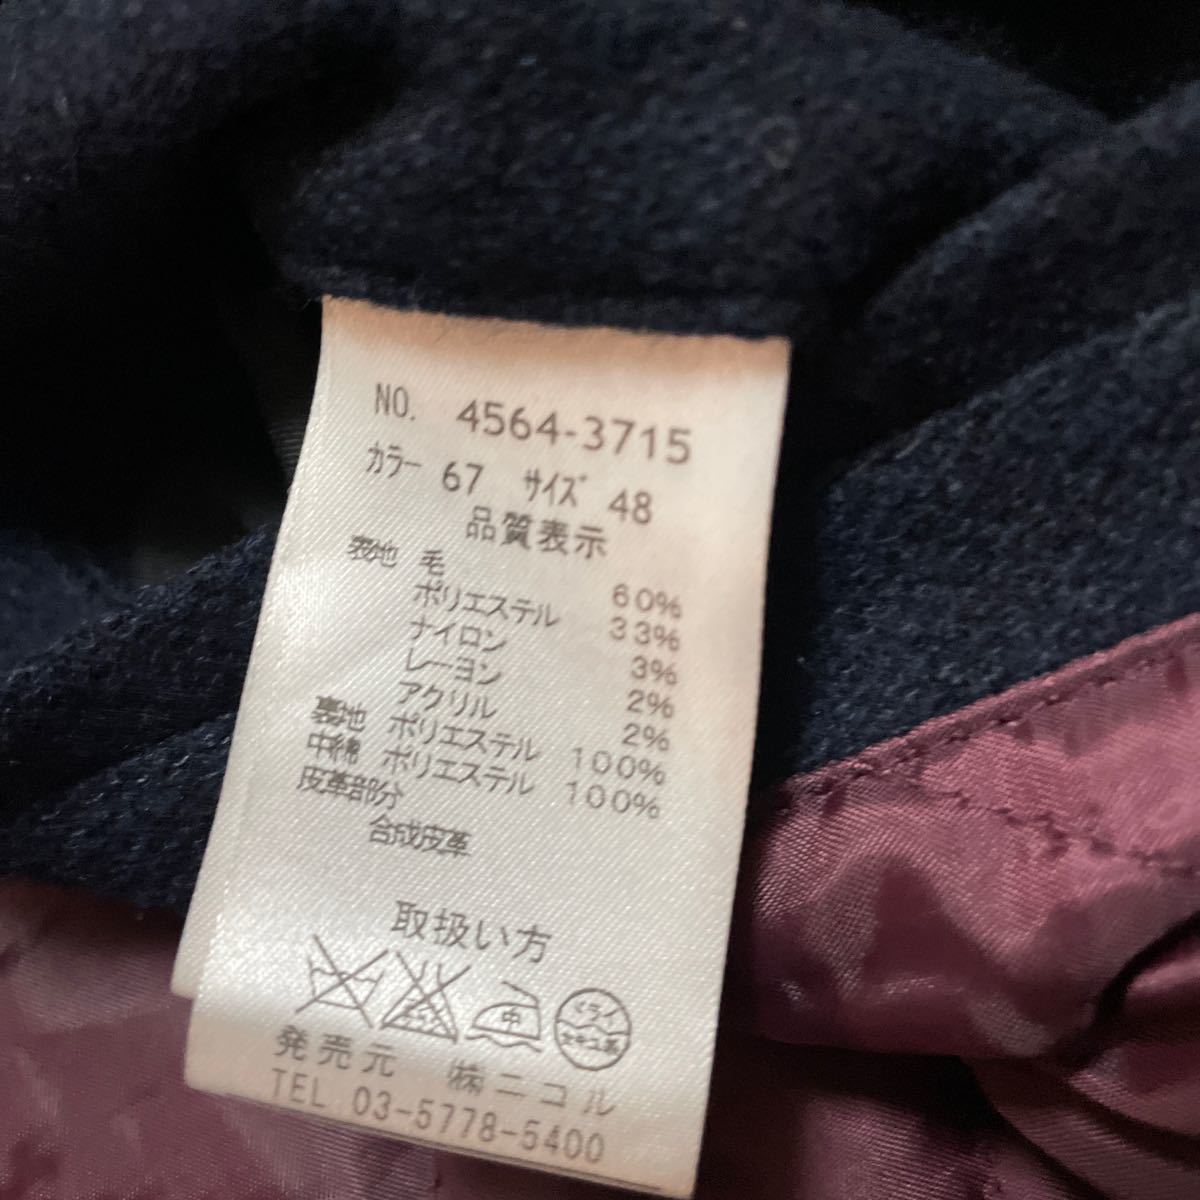 NO. 4564-3715
カラー 67 サイズ 48
品質表示
表地 毛 60%
ポリエステル 33%
ナイロン 3%
レーヨン 2%
アクリル 2%
裏地 ポリエステル 100%
中綿 ポリエステル 100%
皮革部分
合成皮革
取扱い方
中
ドライ
セキユ系
発売元 ㈱ニコル
TEL 03-5778-5400